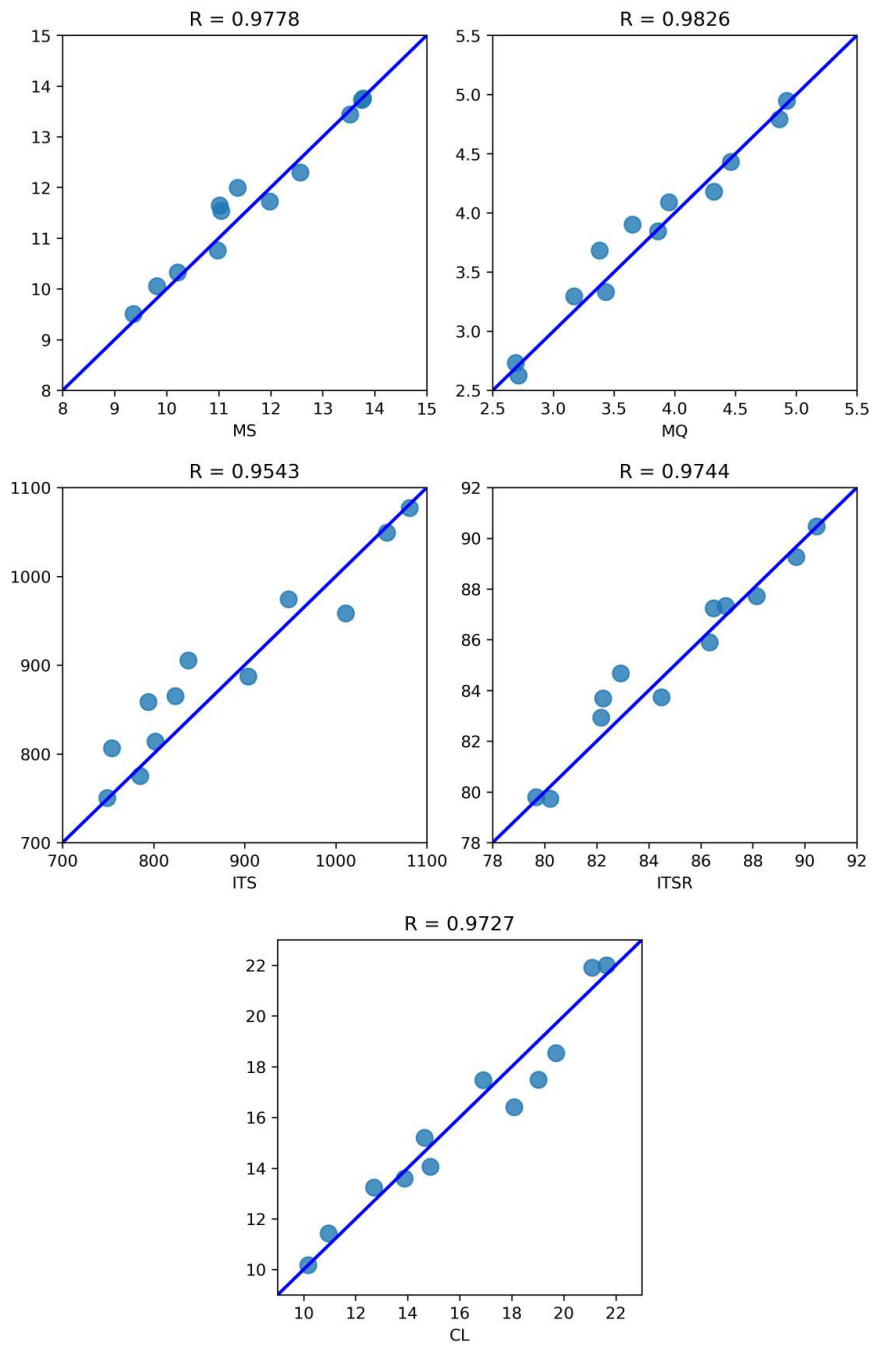 R = 0.9778
R = 0.9826
15
14
13
12
11
10
9
8
8 9 10 11 12 13 14 15
MS
5.5
5.0
4.5
4.0
3.5
3.0
2.5
2.5 3.0 3.5 4.0 4.5 5.0 5.5
MQ
R = 0.9543
R = 0.9744
1100
1000
900
800
700
700 800 900 1000 1100
ITS
92
90
88
86
84
82
80
78
78 80 82 84 86 88 90 92
ITSR
R = 0.9727
22
20
18
16
14
12
10
10 12 14 16 18 20 22
CL